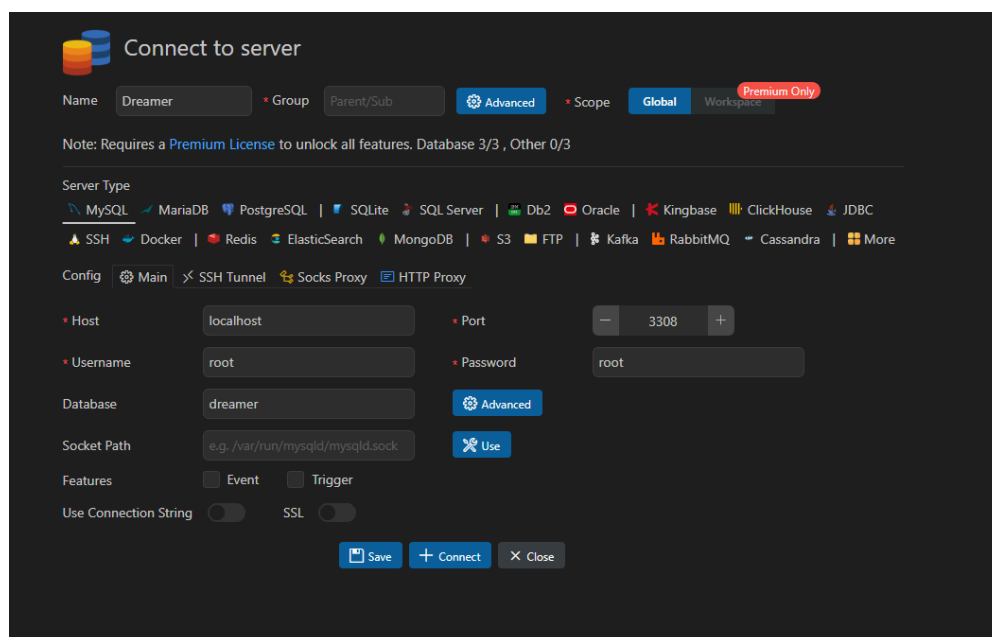 Connect to server
Premium Only
Name Dreamer * Group Parent/Sub Advanced * Scope Global Workspace
Note: Requires a Premium License to unlock all features. Database 3/3 , Other 0/3
Server Type
MySQL MariaDB PostgreSQL | SQLite SQL Server | Db2 Oracle | Kingbase ClickHouse JDBC
SSH Docker | Redis ElasticSearch MongoDB | S3 FTP | Kafka RabbitMQ Cassandra | More
Config Main SSH Tunnel Socks Proxy HTTP Proxy
* Host localhost * Port 3308
* Username root * Password root
Database dreamer Advanced
Socket Path e.g. /var/run/mysqld/mysqld.sock Use
Features Event Trigger
Use Connection String SSL
Save Connect Close